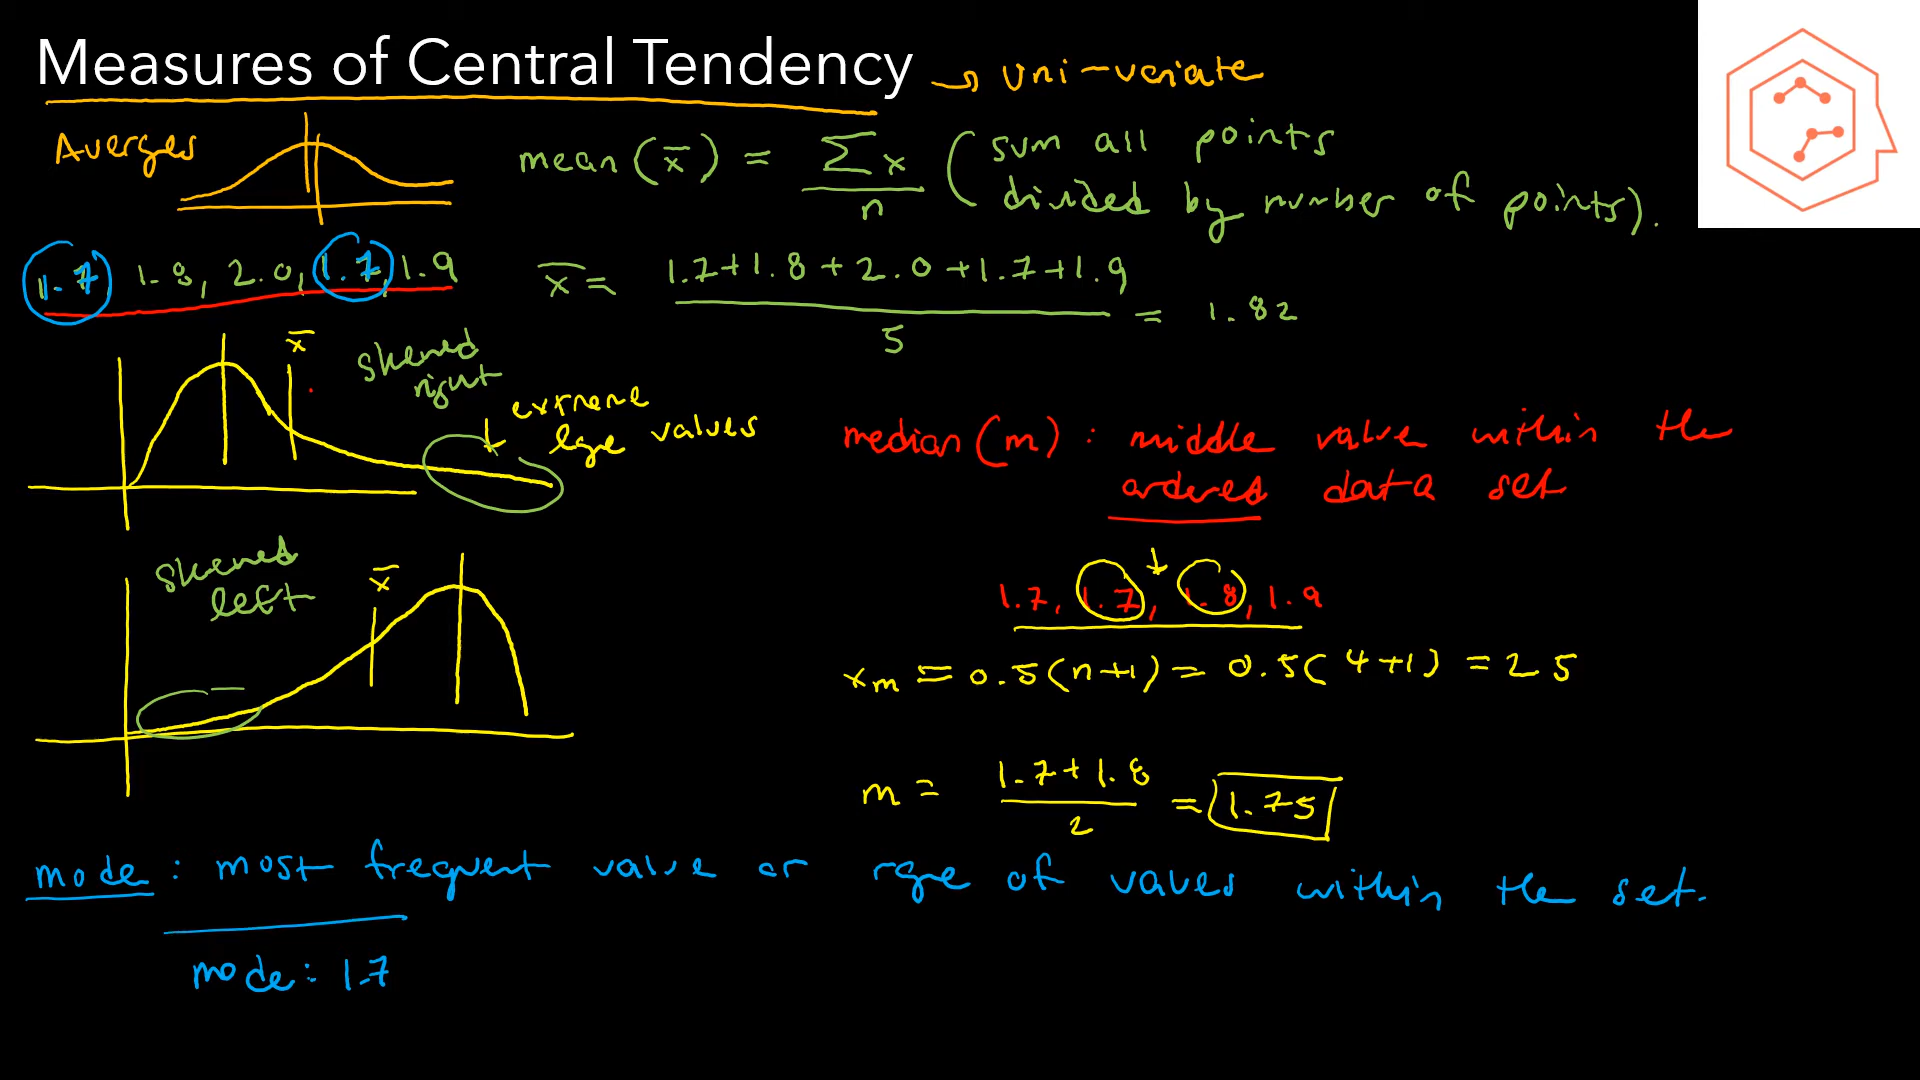 Measures of Central Tendency → uni-variate
Averges
mean (x̄) = Σx / n (sum all points
divided by number of points).
1.7, 1.8, 2.0, 1.7, 1.9
x̄ = 1.7+1.8+2.0+1.7+1.9 / 5 = 1.82
x̄
skewed
right
extreme
lge values
median (m) : middle value within the
ordered data set
skewed
left
x̄
1.7, 1.7, 1.8, 1.9
xm = 0.5(n+1) = 0.5(4+1) = 2.5
m = 1.7+1.8 / 2 = 1.75
mode : most frequent value or rge of values within the set.
mode: 1.7